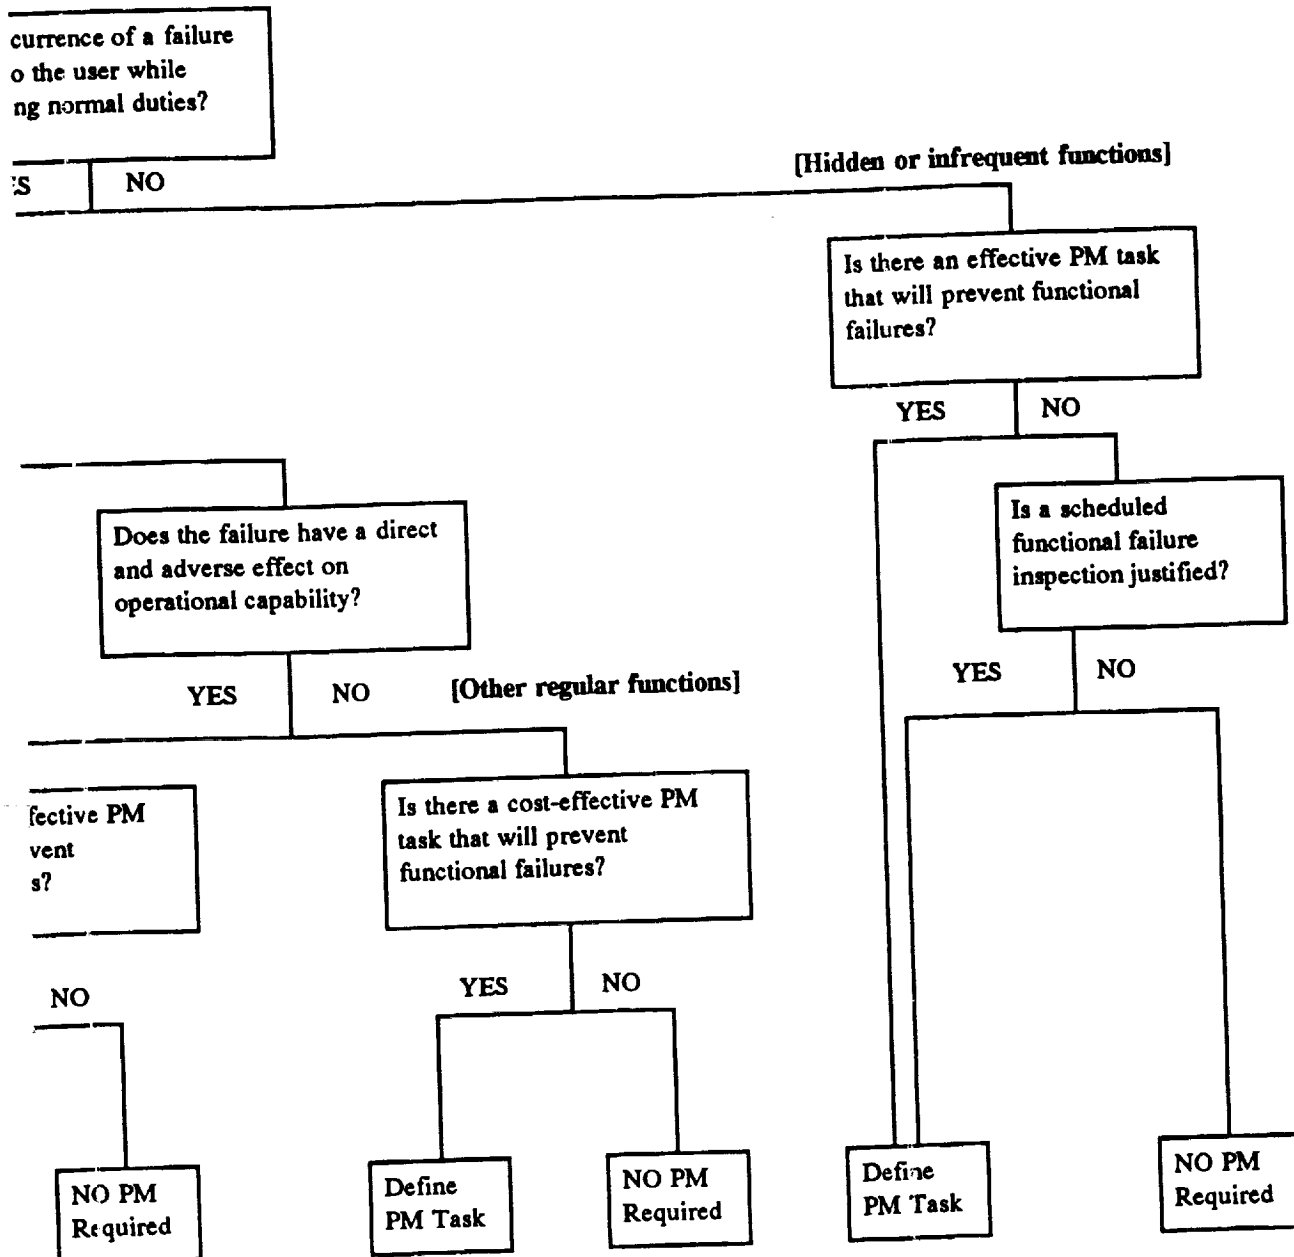 currence of a failure
o the user while
ng normal duties?
ES NO
[Hidden or infrequent functions]
Is there an effective PM task
that will prevent functional
failures?
YES NO
Is a scheduled
functional failure
inspection justified?
YES NO
Does the failure have a direct
and adverse effect on
operational capability?
YES NO
[Other regular functions]
fective PM
vent
s?
NO
Is there a cost-effective PM
task that will prevent
functional failures?
YES NO
NO PM
Required
Define
PM Task
NO PM
Required
Define
PM Task
NO PM
Required